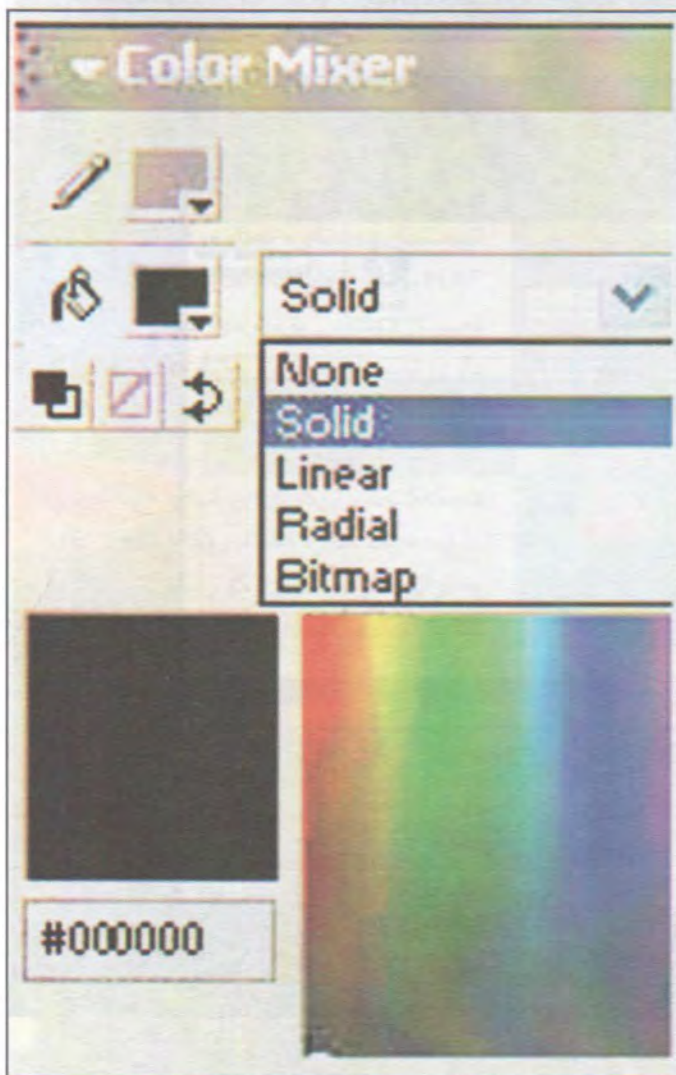 Color Mixer
Solid
None
Solid
Linear
Radial
Bitmap
#000000